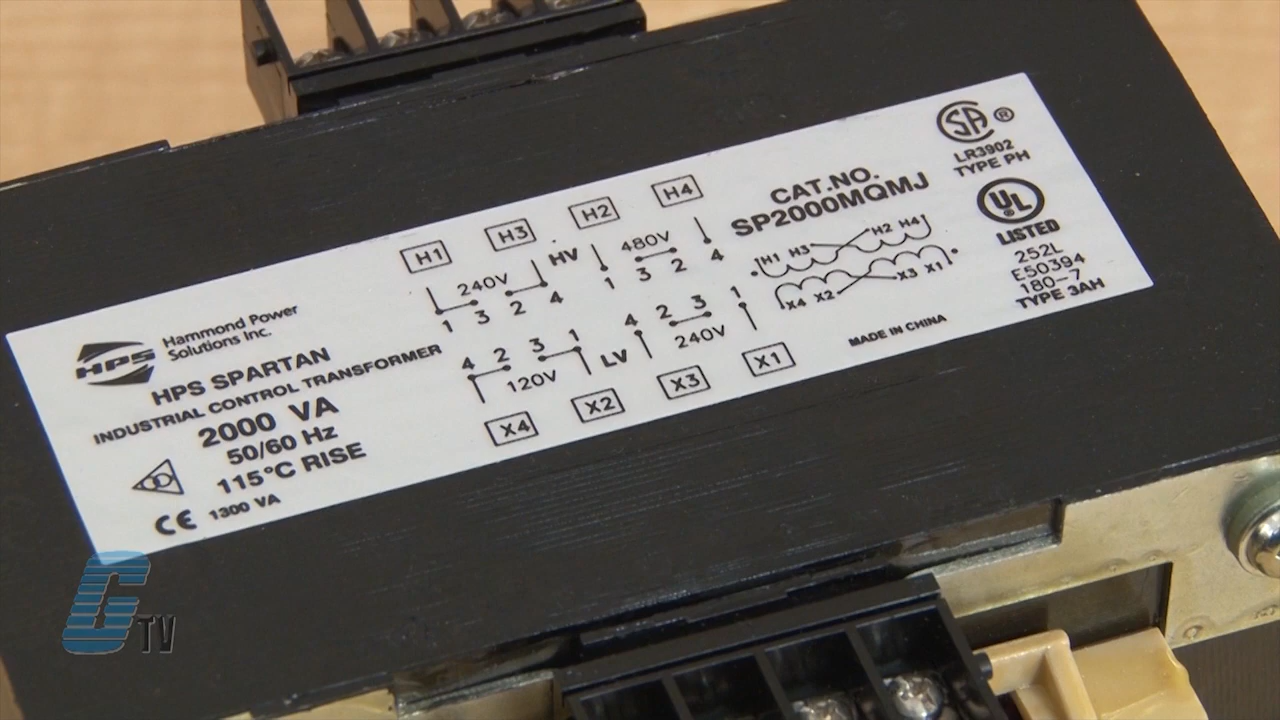 HPS
Hammond Power
Solutions Inc.
HPS SPARTAN
INDUSTRIAL CONTROL TRANSFORMER
2000 VA
50/60 Hz
115°C RISE
CE 1300 VA
H1 H3 H2 H4
240V HV 480V
1 3 2 4 1 3 2 4
4 2 3 1 4 2 3 1
120V LV 240V
X4 X2 X3 X1
CAT.NO.
SP2000MQMJ
H1 H3 H2 H4
X4 X2 X3 X1
MADE IN CHINA
SA ®
LR3902
TYPE PH
UL ®
LISTED
252L
E50394
180-7
TYPE 3AH
G TV